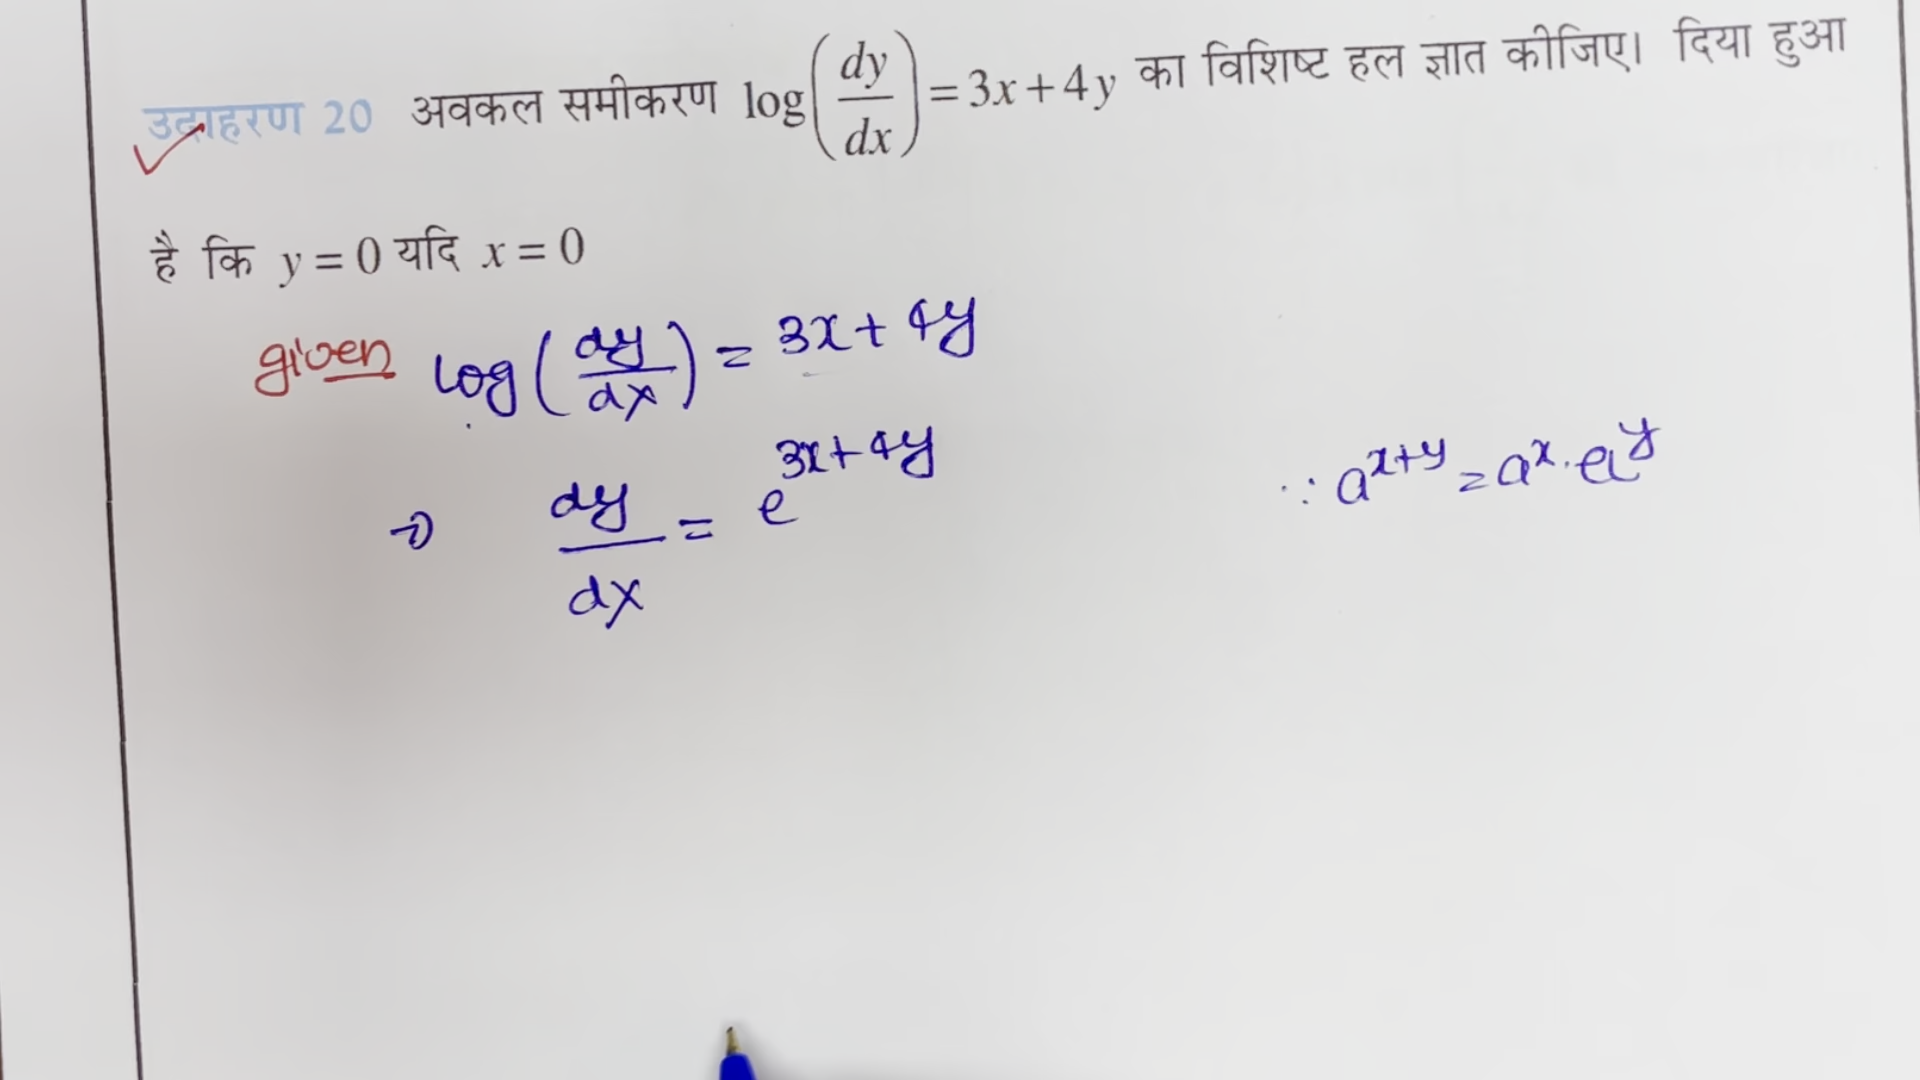 उदाहरण 20 अवकल समीकरण log(dy/dx) = 3x + 4y का विशिष्ट हल ज्ञात कीजिए। दिया हुआ
है कि y = 0 यदि x = 0
given log(dy/dx) = 3x + 4y
⇒ dy/dx = e^(3x+4y) ∵ a^(x+y) = a^x . a^y